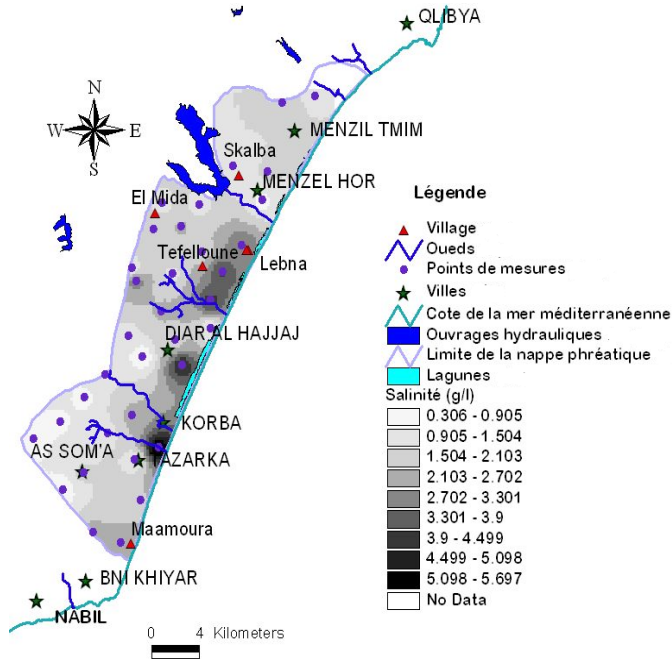 QLIBYA
N
W
E
S
MENZIL TMIM
Skalba
MENZEL HOR
El Mida
Tefelloune
Lebna
DIAR AL HAJJAJ
KORBA
AS SOM'A
TAZARKA
Maamoura
BNI KHIYAR
NABIL
0 4 Kilometers
Légende
Village
Oueds
Points de mesures
Villes
Cote de la mer méditerranéenne
Ouvrages hydrauliques
Limite de la nappe phréatique
Lagunes
Salinité (g/l)
0.306 - 0.905
0.905 - 1.504
1.504 - 2.103
2.103 - 2.702
2.702 - 3.301
3.301 - 3.9
3.9 - 4.499
4.499 - 5.098
5.098 - 5.697
No Data